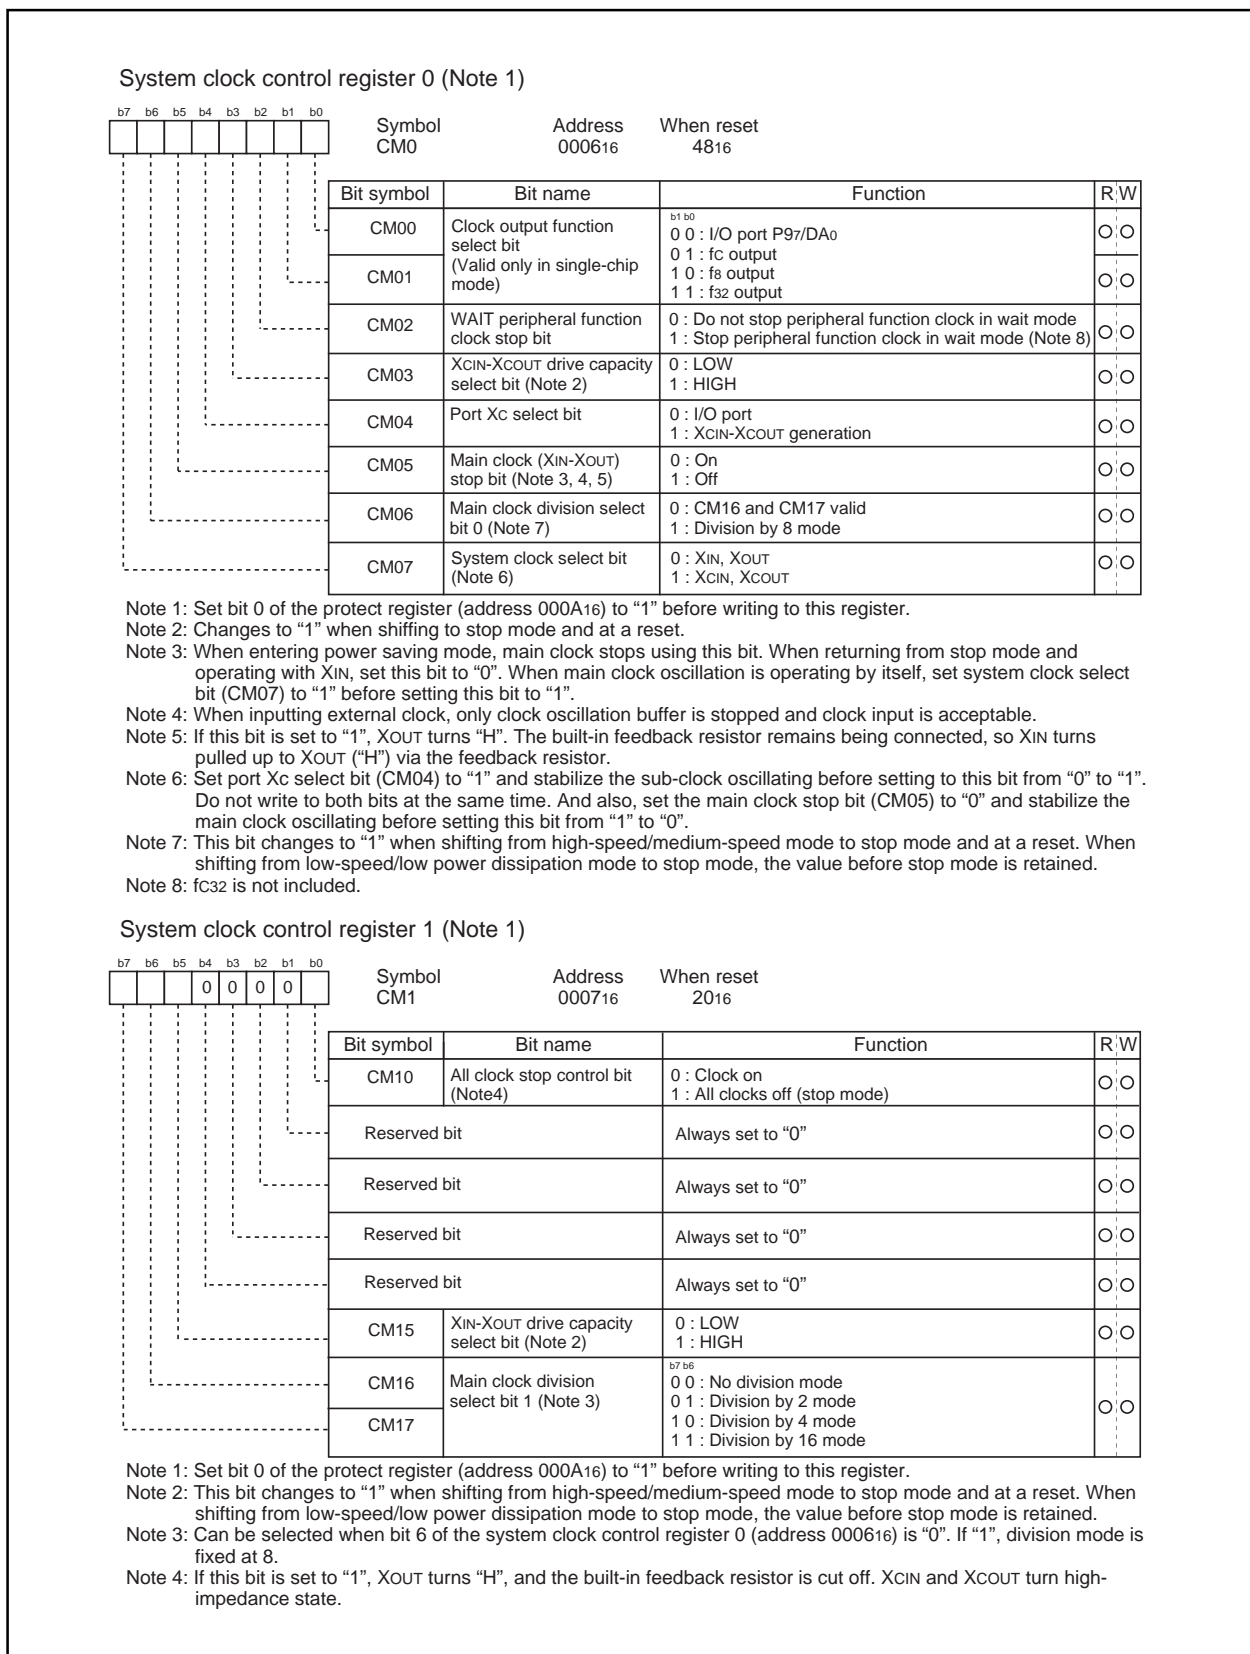 System clock control register 0 (Note 1)
b7 b6 b5 b4 b3 b2 b1 b0
Symbol Address When reset
CM0 000616 4816
Bit symbol Bit name Function R W
CM00 Clock output function select bit (Valid only in single-chip mode)
b1 b0
0 0 : I/O port P97/DA0
0 1 : fC output
CM01 1 0 : f8 output
1 1 : f32 output
CM02 WAIT peripheral function 0 : Do not stop peripheral function clock in wait mode
clock stop bit 1 : Stop peripheral function clock in wait mode (Note 8)
CM03 XCIN-XCOUT drive capacity 0 : LOW
select bit (Note 2) 1 : HIGH
CM04 Port XC select bit 0 : I/O port
1 : XCIN-XCOUT generation
CM05 Main clock (XIN-XOUT) 0 : On
stop bit (Note 3, 4, 5) 1 : Off
CM06 Main clock division select 0 : CM16 and CM17 valid
bit 0 (Note 7) 1 : Division by 8 mode
CM07 System clock select bit 0 : XIN, XOUT
(Note 6) 1 : XCIN, XCOUT
Note 1: Set bit 0 of the protect register (address 000A16) to “1” before writing to this register.
Note 2: Changes to “1” when shiffing to stop mode and at a reset.
Note 3: When entering power saving mode, main clock stops using this bit. When returning from stop mode and
operating with XIN, set this bit to “0”. When main clock oscillation is operating by itself, set system clock select
bit (CM07) to “1” before setting this bit to “1”.
Note 4: When inputting external clock, only clock oscillation buffer is stopped and clock input is acceptable.
Note 5: If this bit is set to “1”, XOUT turns “H”. The built-in feedback resistor remains being connected, so XIN turns
pulled up to XOUT (“H”) via the feedback resistor.
Note 6: Set port Xc select bit (CM04) to “1” and stabilize the sub-clock oscillating before setting to this bit from “0” to “1”.
Do not write to both bits at the same time. And also, set the main clock stop bit (CM05) to “0” and stabilize the
main clock oscillating before setting this bit from “1” to “0”.
Note 7: This bit changes to “1” when shifting from high-speed/medium-speed mode to stop mode and at a reset. When
shifting from low-speed/low power dissipation mode to stop mode, the value before stop mode is retained.
Note 8: fC32 is not included.
System clock control register 1 (Note 1)
b7 b6 b5 b4 b3 b2 b1 b0
0 0 0 0
Symbol Address When reset
CM1 000716 2016
Bit symbol Bit name Function R W
CM10 All clock stop control bit 0 : Clock on
(Note4) 1 : All clocks off (stop mode)
Reserved bit Always set to “0”
Reserved bit Always set to “0”
Reserved bit Always set to “0”
Reserved bit Always set to “0”
CM15 XIN-XOUT drive capacity 0 : LOW
select bit (Note 2) 1 : HIGH
b7 b6
CM16 Main clock division 0 0 : No division mode
select bit 1 (Note 3) 0 1 : Division by 2 mode
CM17 1 0 : Division by 4 mode
1 1 : Division by 16 mode
Note 1: Set bit 0 of the protect register (address 000A16) to “1” before writing to this register.
Note 2: This bit changes to “1” when shifting from high-speed/medium-speed mode to stop mode and at a reset. When
shifting from low-speed/low power dissipation mode to stop mode, the value before stop mode is retained.
Note 3: Can be selected when bit 6 of the system clock control register 0 (address 000616) is “0”. If “1”, division mode is
fixed at 8.
Note 4: If this bit is set to “1”, XOUT turns “H”, and the built-in feedback resistor is cut off. XCIN and XCOUT turn high-
impedance state.